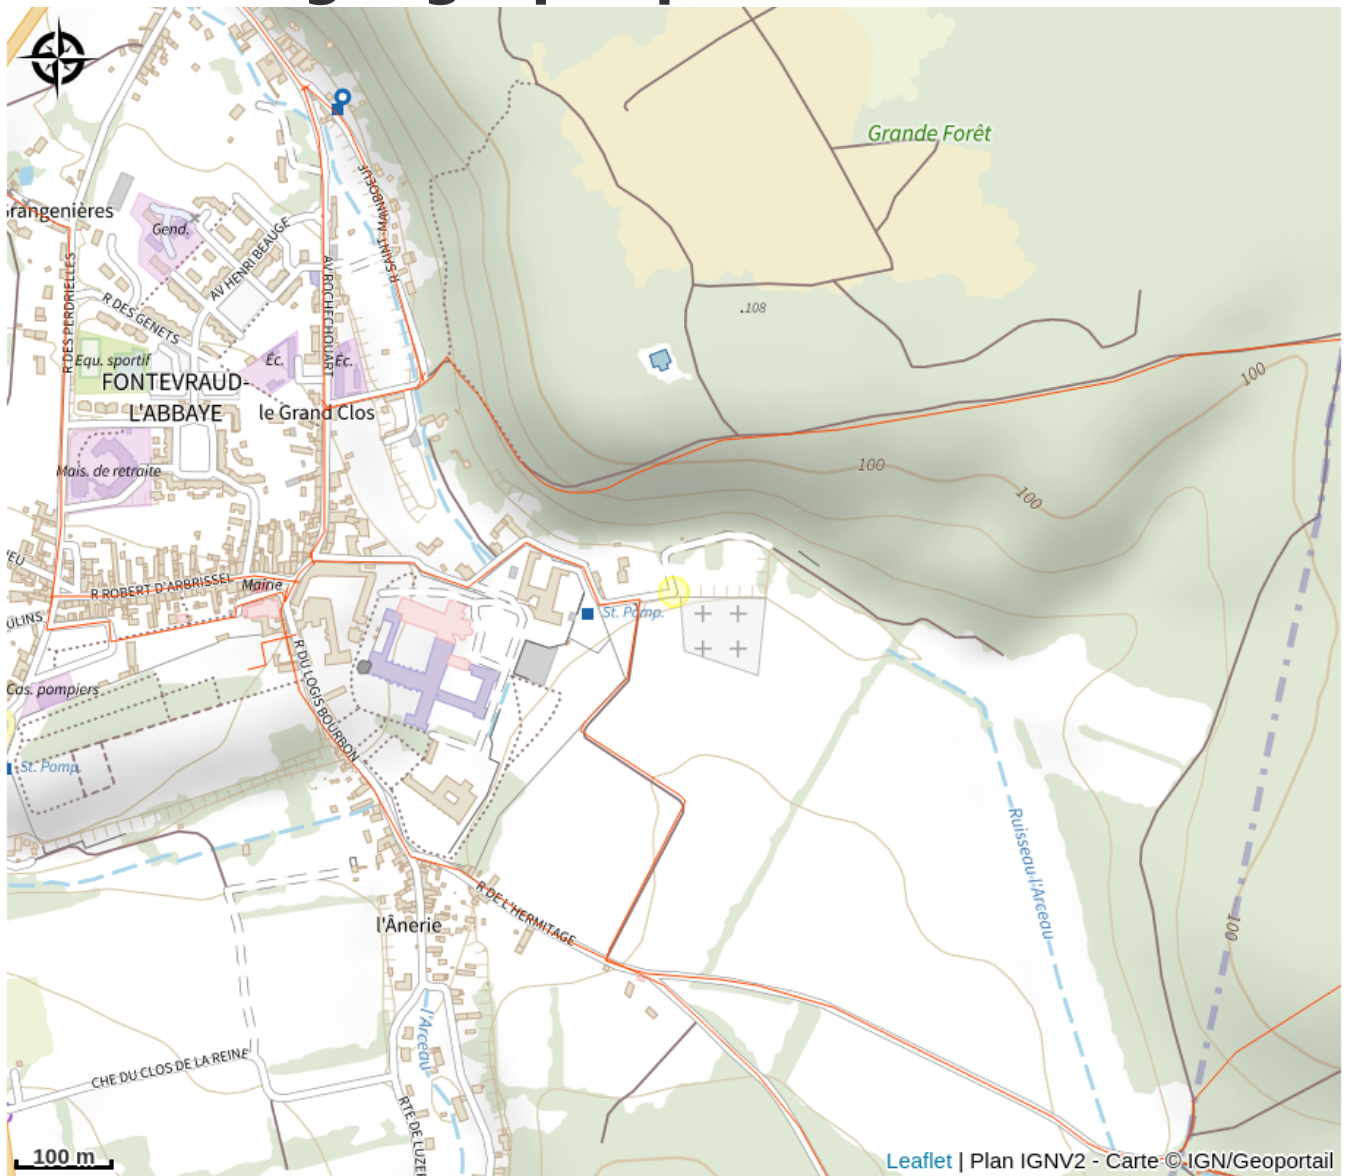 Grande Forêt
Grangenières
Gend.
R SAINT-MAINBOEUF
AV HENRI BEAUGE
R DES PERDRIELLES
R DES GENETS
AV ROCHECHOUART
.108
Equ. sportif
Éc.
Éc.
FONTEVRAUD-
L'ABBAYE
le Grand Clos
100
Mais. de retraite
100
100
R ROBERT D'ARBRISSEL
Mairie
St. Pomp.
R DU LOGIS BOURBON
Cas. pompiers
St. Pomp.
Ruisseau l'Arceau
R DE L'HERMITAGE
l'Ânerie
100
l'Arceau
CHE DU CLOS DE LA REINE
RTE DE LUZE
100 m
Leaflet | Plan IGNV2 - Carte © IGN/Geoportail